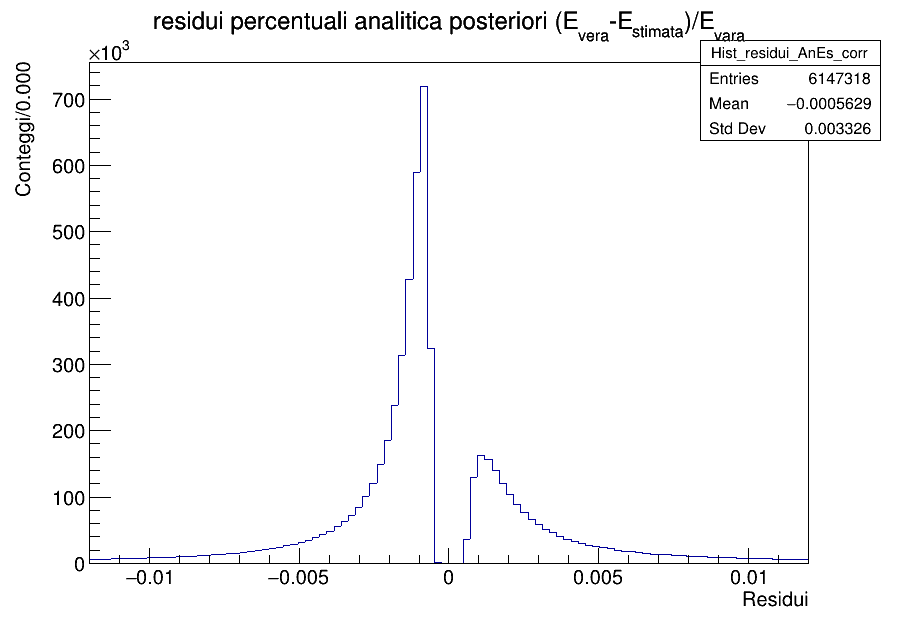 residui percentuali analitica posteriori (E_vera-E_stimata)/E_vara
×10³
Hist_residui_AnEs_corr
Entries 6147318
Mean −0.0005629
Std Dev 0.003326
Conteggi/0.000
700
600
500
400
300
200
100
0
−0.01 −0.005 0 0.005 0.01
Residui